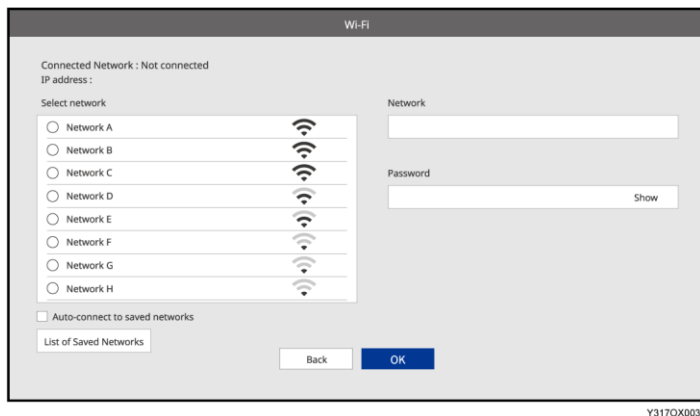 Wi-Fi
Connected Network : Not connected
IP address :
Select network
Network A
Network B
Network C
Network D
Network E
Network F
Network G
Network H
Auto-connect to saved networks
List of Saved Networks
Network
Password
Show
Back
OK
Y317OX003